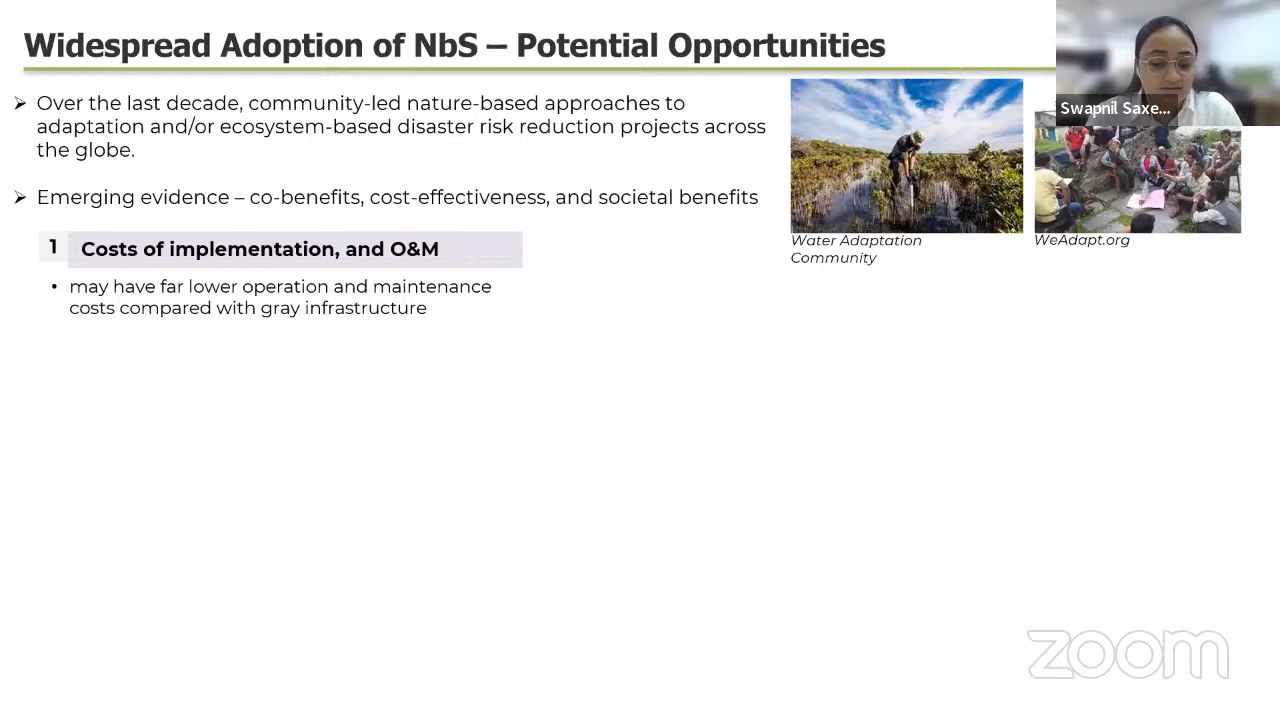 Widespread Adoption of NbS – Potential Opportunities
➢ Over the last decade, community-led nature-based approaches to
adaptation and/or ecosystem-based disaster risk reduction projects across
the globe.
➢ Emerging evidence – co-benefits, cost-effectiveness, and societal benefits
1 Costs of implementation, and O&M
• may have far lower operation and maintenance
costs compared with gray infrastructure
Water Adaptation
Community
WeAdapt.org
Swapnil Saxe...
zoom